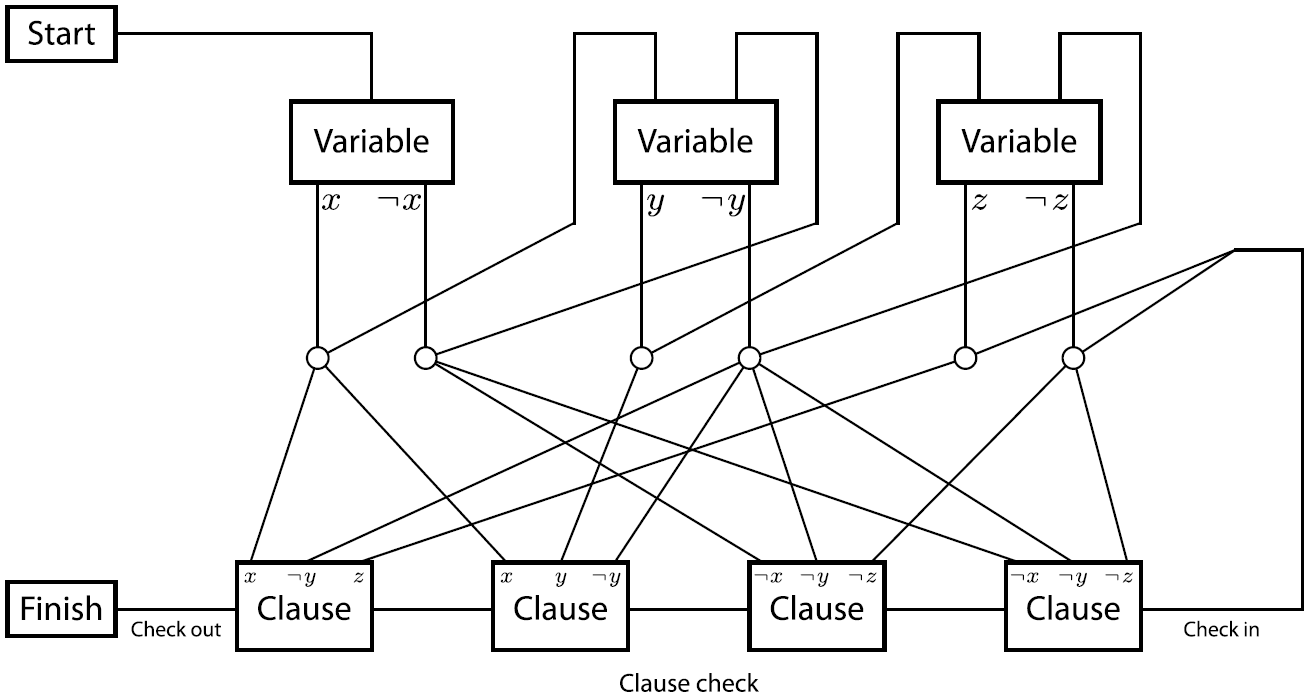 Start
Variable Variable Variable
x ¬x y ¬y z ¬z
x ¬y z x y ¬y ¬x ¬y ¬z ¬x ¬y ¬z
Finish Clause Clause Clause Clause
Check out Check in
Clause check